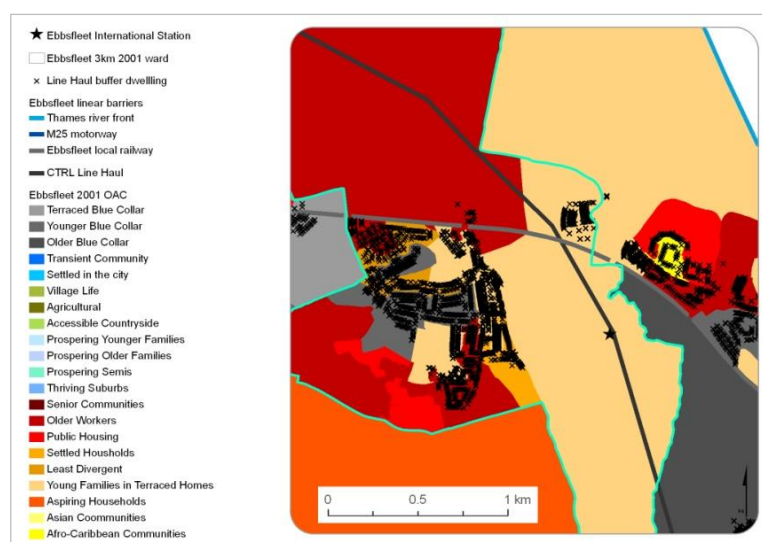 Ebbsfleet International Station
Ebbsfleet 3km 2001 ward
Line Haul buffer dwellling
Ebbsfleet linear barriers
Thames river front
M25 motorway
Ebbsfleet local railway
CTRL Line Haul
Ebbsfleet 2001 OAC
Terraced Blue Collar
Younger Blue Collar
Older Blue Collar
Transient Community
Settled in the city
Village Life
Agricultural
Accessible Countryside
Prospering Younger Families
Prospering Older Families
Prospering Semis
Thriving Suburbs
Senior Communities
Older Workers
Public Housing
Settled Housholds
Least Divergent
Young Families in Terraced Homes
Aspiring Households
Asian Coommunities
Afro-Caribbean Communities
0 0.5 1 km